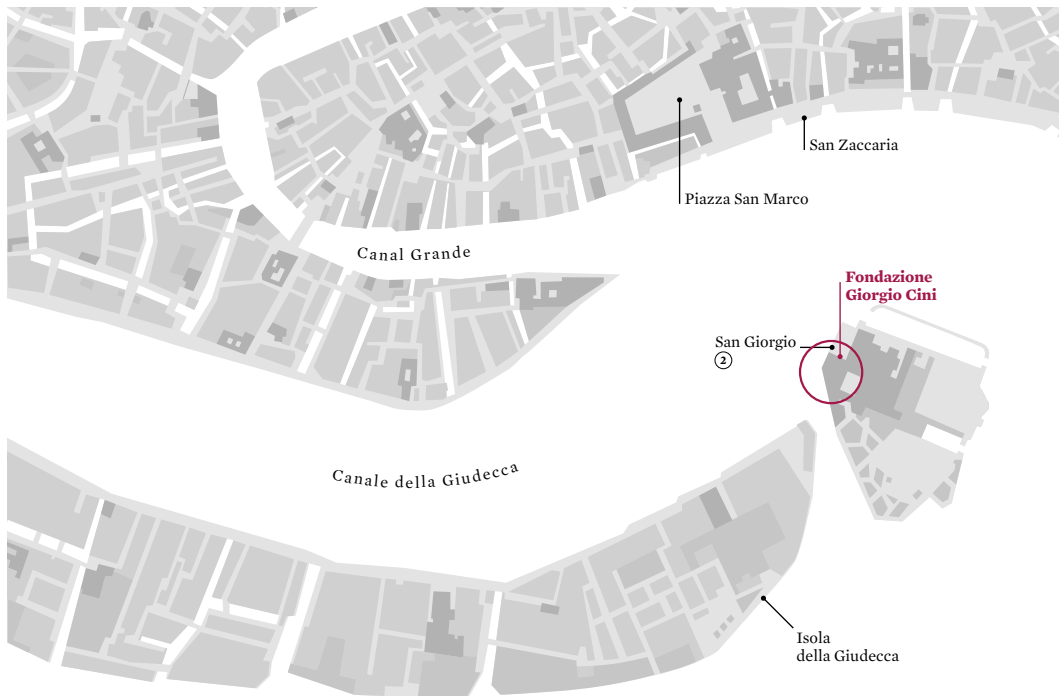 San Zaccaria
Piazza San Marco
Canal Grande
Fondazione
Giorgio Cini
San Giorgio
2
Canale della Giudecca
Isola
della Giudecca